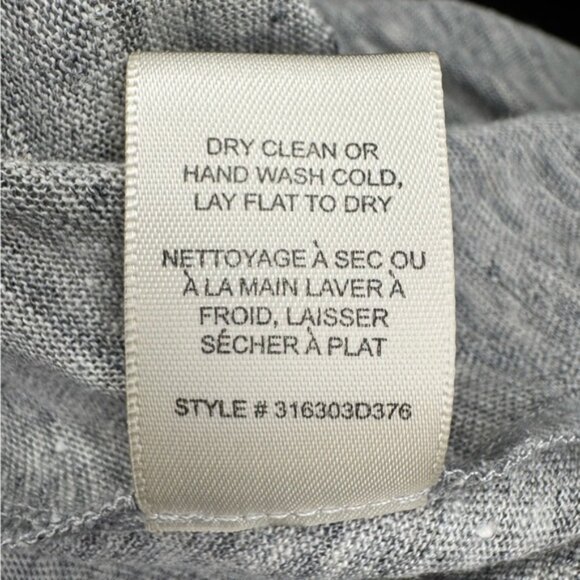 DRY CLEAN OR
HAND WASH COLD,
LAY FLAT TO DRY
NETTOYAGE À SEC OU
À LA MAIN LAVER À
FROID, LAISSER
SÉCHER À PLAT
STYLE # 316303D376